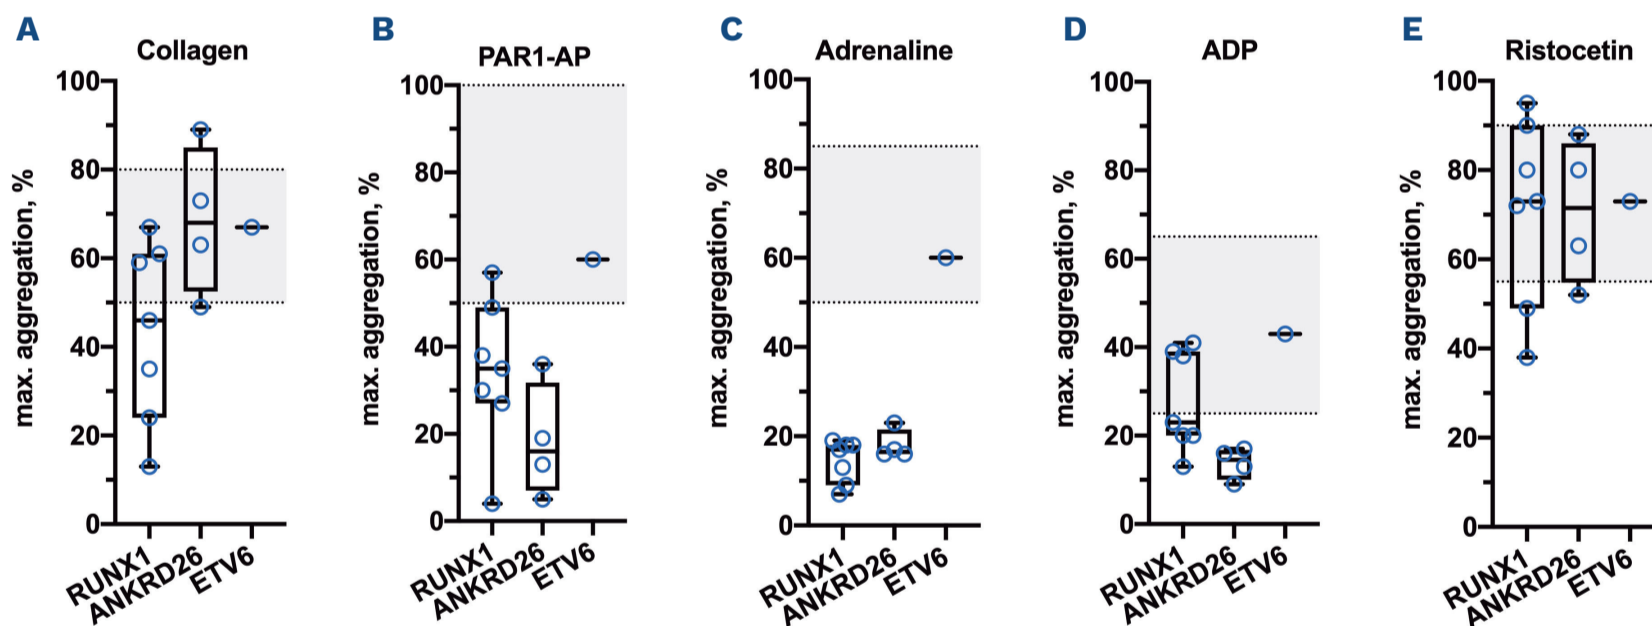 A
Collagen
max. aggregation, %
100
80
60
40
20
0
RUNX1
ANKRD26
ETV6
B
PAR1-AP
max. aggregation, %
100
80
60
40
20
0
RUNX1
ANKRD26
ETV6
C
Adrenaline
max. aggregation, %
100
80
60
40
20
0
RUNX1
ANKRD26
ETV6
D
ADP
max. aggregation, %
100
80
60
40
20
0
RUNX1
ANKRD26
ETV6
E
Ristocetin
max. aggregation, %
100
80
60
40
20
0
RUNX1
ANKRD26
ETV6